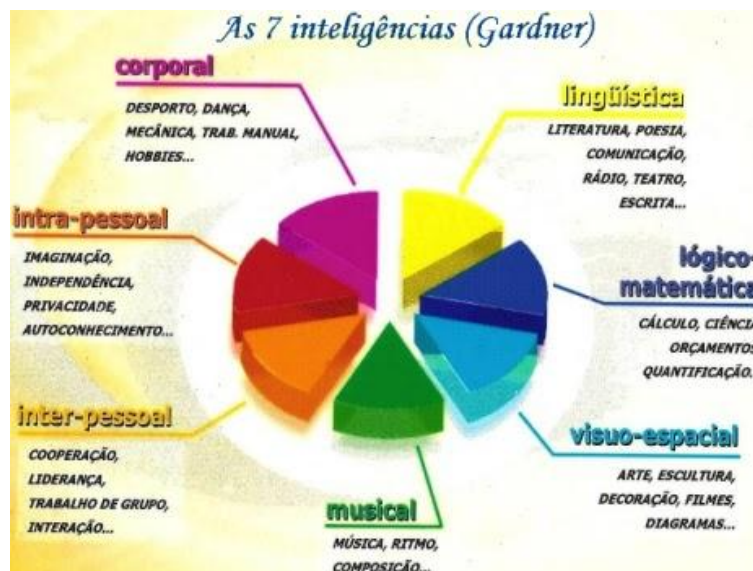 As 7 inteligências (Gardner)
corporal
DESPORTO, DANÇA,
MECÂNICA, TRAB. MANUAL,
HOBBIES...
lingüística
LITERATURA, POESIA,
COMUNICAÇÃO,
RÁDIO, TEATRO,
ESCRITA...
intra-pessoal
IMAGINAÇÃO,
INDEPENDÊNCIA,
PRIVACIDADE,
AUTOCONHECIMENTO...
lógico-
matemática
CÁLCULO, CIÊNCIA
ORÇAMENTOS
QUANTIFICAÇÃO..
inter-pessoal
COOPERAÇÃO,
LIDERANÇA,
TRABALHO DE GRUPO,
INTERAÇÃO...
visuo-espacial
ARTE, ESCULTURA,
DECORAÇÃO, FILMES,
DIAGRAMAS...
musical
MÚSICA, RITMO,
COMPOSIÇÃO...